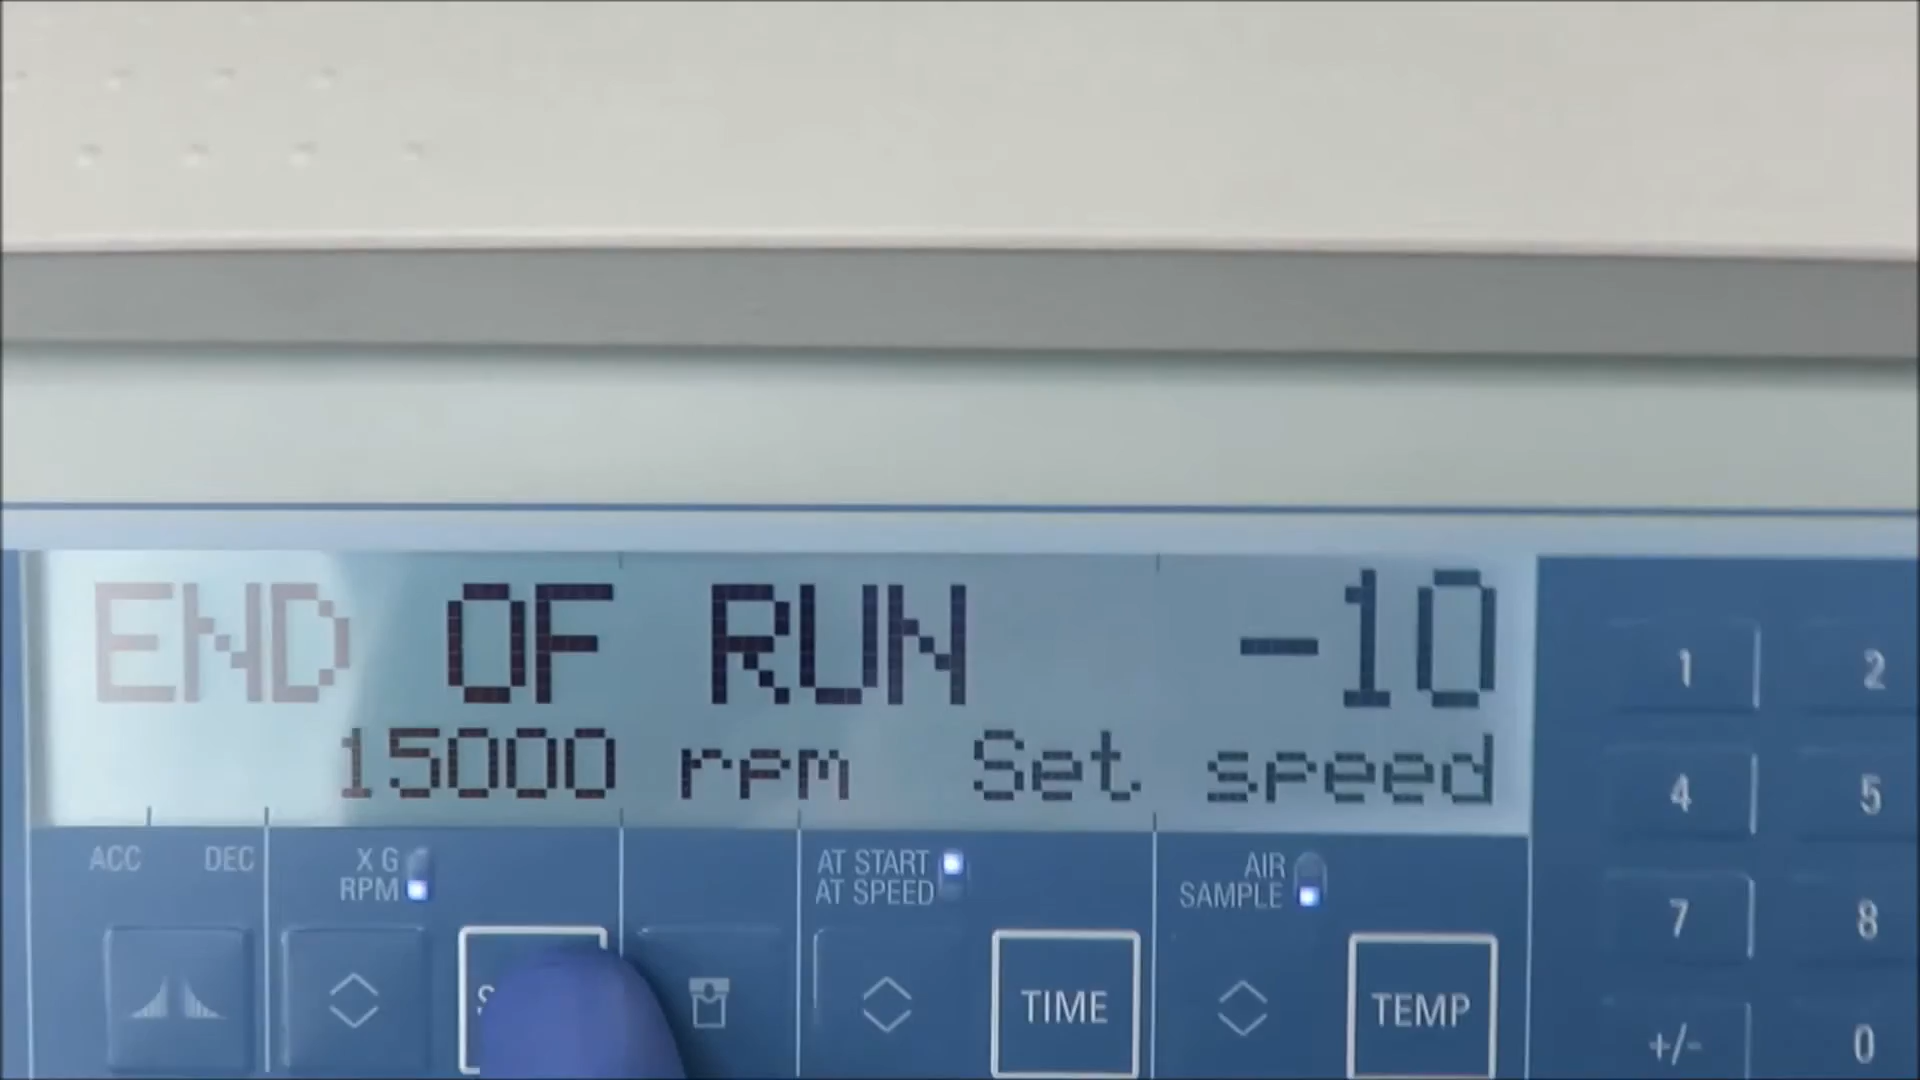 END OF RUN -10
15000 rpm Set speed
ACC DEC
X G
RPM
AT START
AT SPEED
AIR
SAMPLE
TIME
TEMP
1 2
4 5
7 8
+/- 0